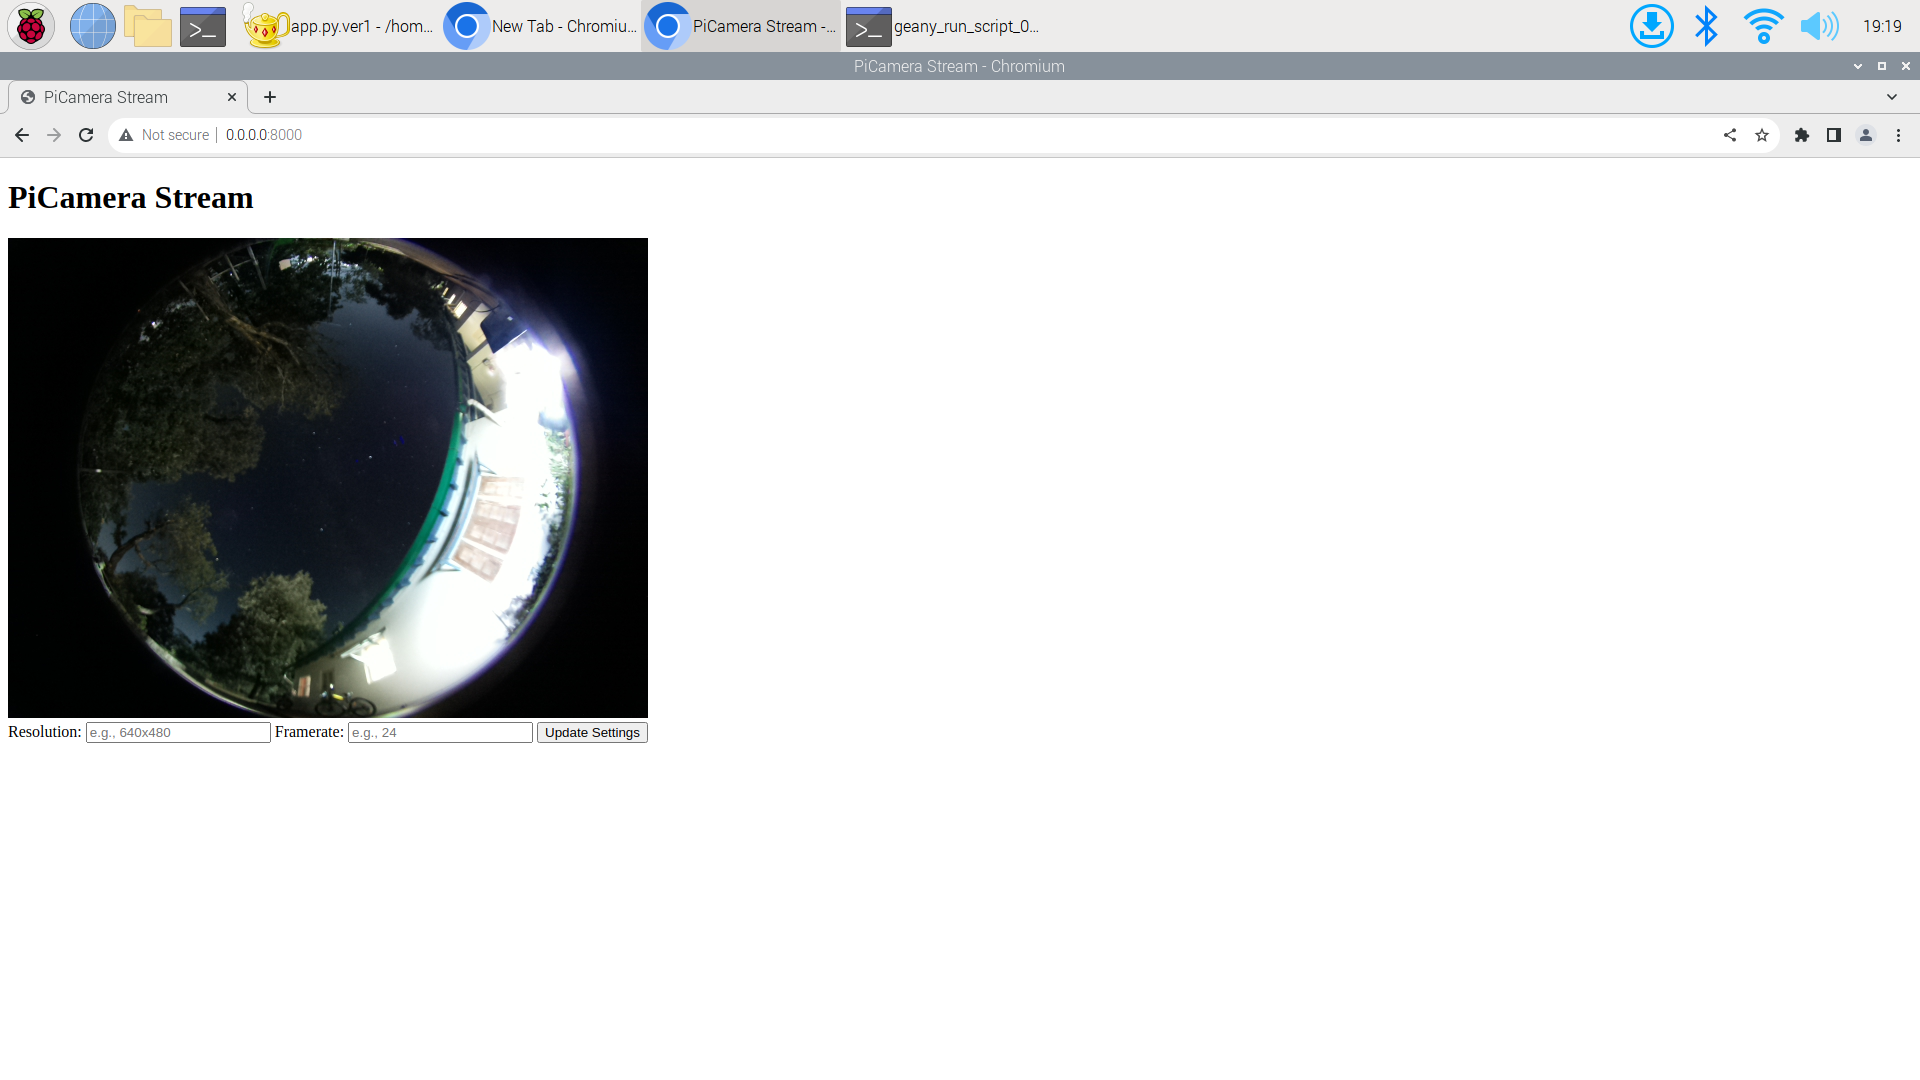 app.py.ver1 - /hom... New Tab - Chromiu... PiCamera Stream -... geany_run_script_0... 19:19
PiCamera Stream - Chromium
PiCamera Stream
Not secure 0.0.0.0:8000
PiCamera Stream
Resolution: e.g., 640x480 Framerate: e.g., 24 Update Settings